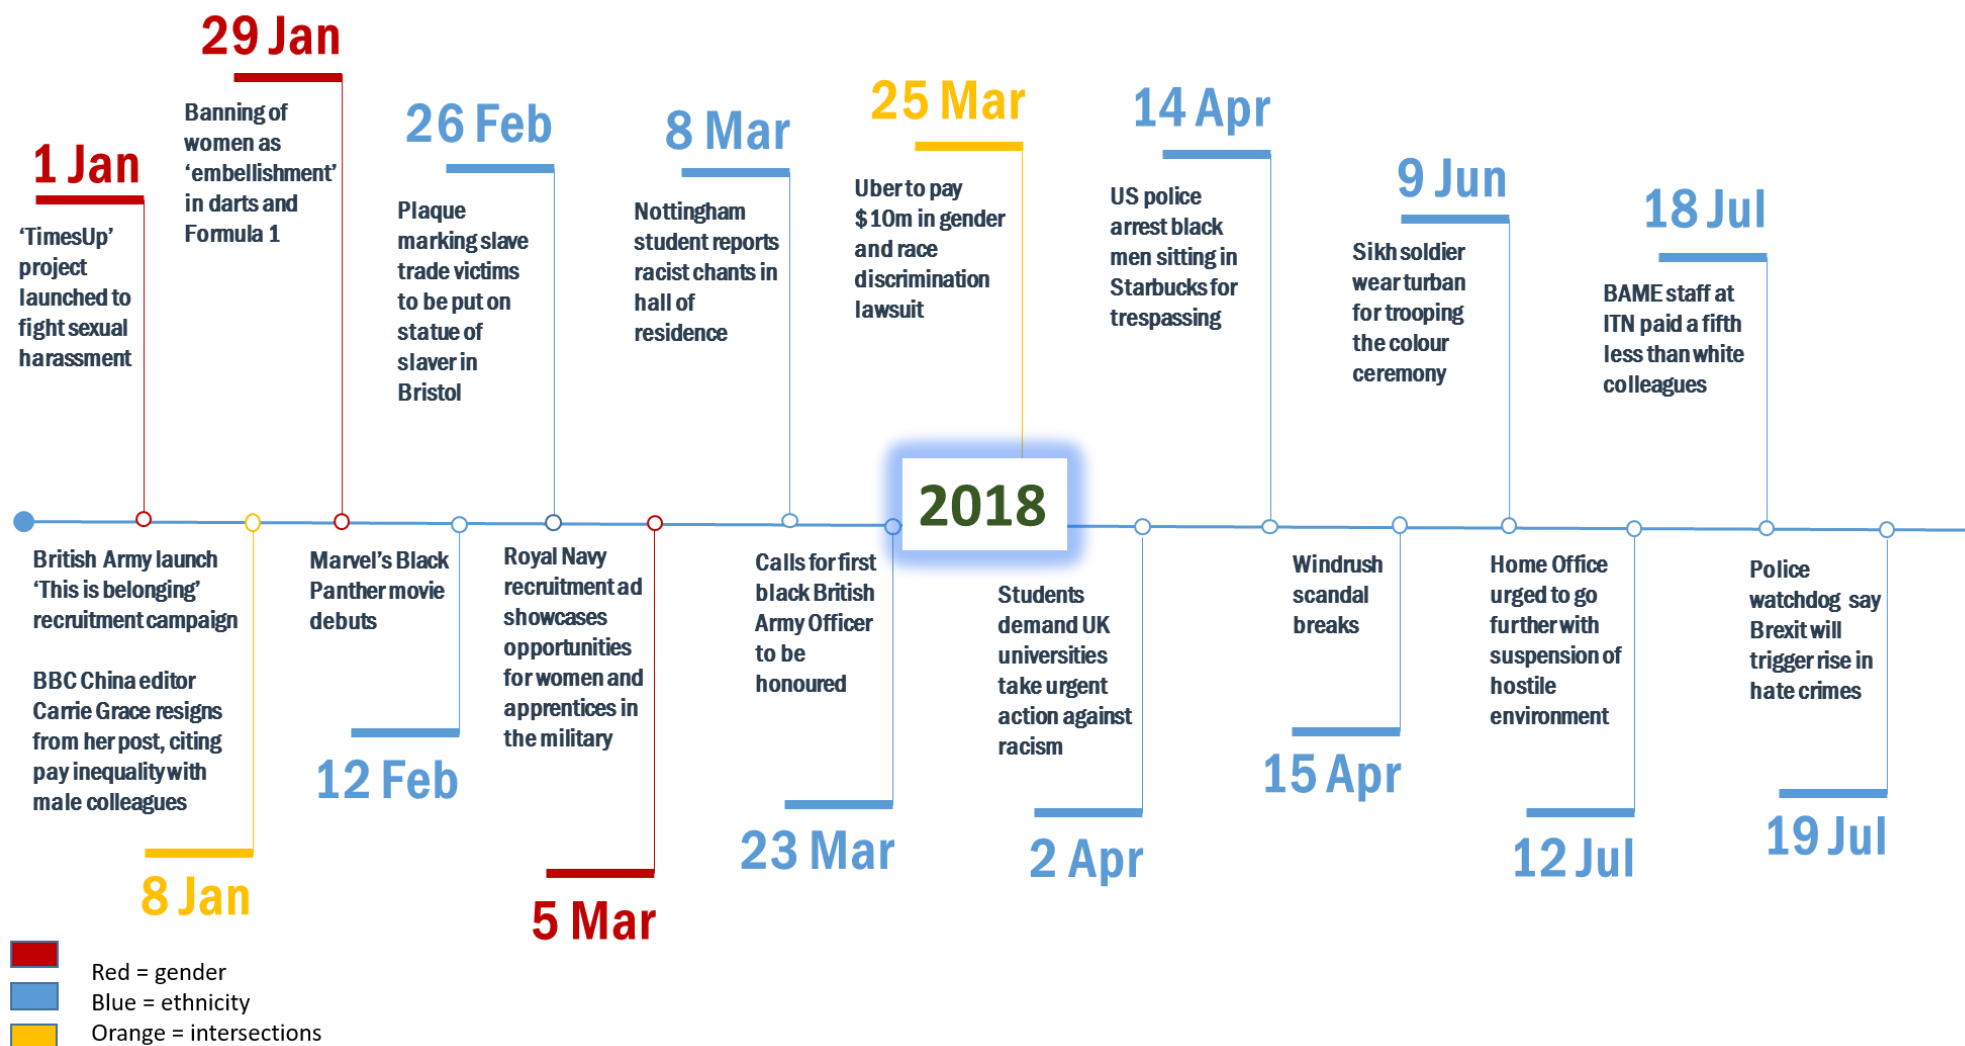 29 Jan
Banning of
women as
‘embellishment’
in darts and
Formula 1
1 Jan
‘TimesUp’
project
launched to
fight sexual
harassment
26 Feb
Plaque
marking slave
trade victims
to be put on
statue of
slaver in
Bristol
8 Mar
Nottingham
student reports
racist chants in
hall of
residence
25 Mar
Uber to pay
$10m in gender
and race
discrimination
lawsuit
14 Apr
US police
arrest black
men sitting in
Starbucks for
trespassing
9 Jun
Sikh soldier
wear turban
for trooping
the colour
ceremony
18 Jul
BAME staff at
ITN paid a fifth
less than white
colleagues
2018
British Army launch
‘This is belonging’
recruitment campaign
BBC China editor
Carrie Grace resigns
from her post, citing
pay inequality with
male colleagues
8 Jan
Marvel’s Black
Panther movie
debuts
12 Feb
Royal Navy
recruitment ad
showcases
opportunities
for women and
apprentices in
the military
5 Mar
Calls for first
black British
Army Officer
to be
honoured
23 Mar
Students
demand UK
universities
take urgent
action against
racism
2 Apr
Windrush
scandal
breaks
15 Apr
Home Office
urged to go
further with
suspension of
hostile
environment
12 Jul
Police
watchdog say
Brexit will
trigger rise in
hate crimes
19 Jul
Red = gender
Blue = ethnicity
Orange = intersections